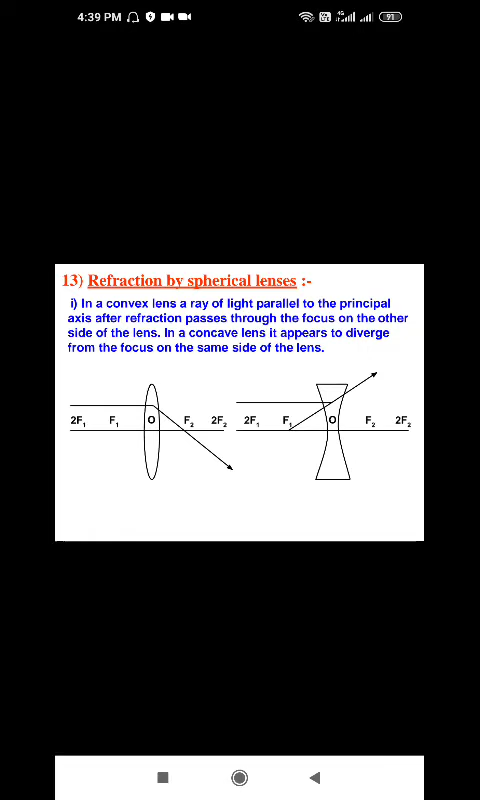 4:39 PM
4G
91
13) Refraction by spherical lenses :-
i) In a convex lens a ray of light parallel to the principal
axis after refraction passes through the focus on the other
side of the lens. In a concave lens it appears to diverge
from the focus on the same side of the lens.
2F₁ F₁ O F₂ 2F₂ 2F₁ F₁ O F₂ 2F₂